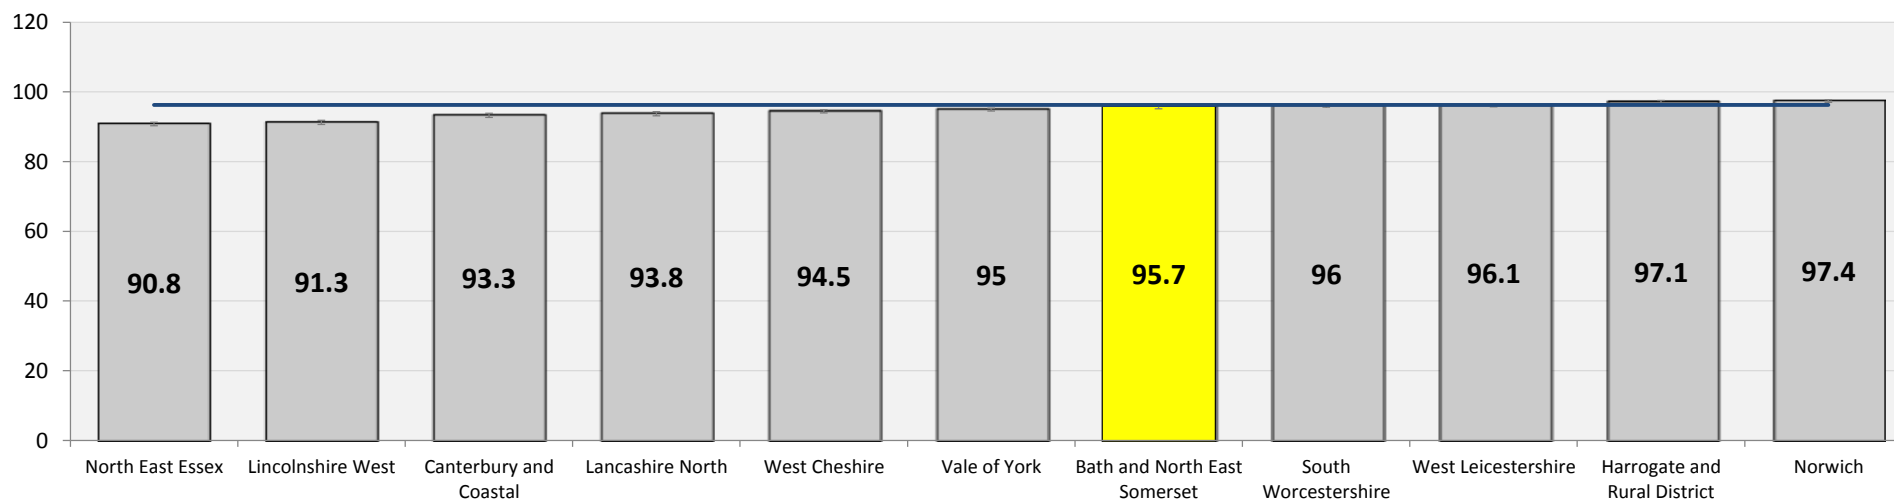 120
100
80
60
40
20
0
90.8
91.3
93.3
93.8
94.5
95
95.7
96
96.1
97.1
97.4
North East Essex
Lincolnshire West
Canterbury and
Coastal
Lancashire North
West Cheshire
Vale of York
Bath and North East
Somerset
South
Worcestershire
West Leicestershire
Harrogate and
Rural District
Norwich